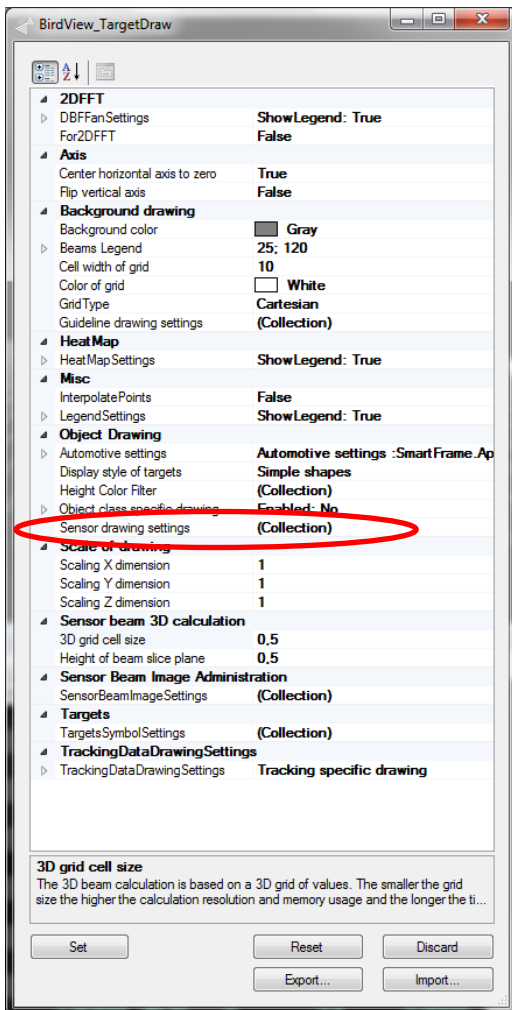 BirdView_TargetDraw
2DFFT
DBFFanSettings ShowLegend: True
For2DFFT False
Axis
Center horizontal axis to zero True
Flip vertical axis False
Background drawing
Background color Gray
Beams Legend 25; 120
Cell width of grid 10
Color of grid White
GridType Cartesian
Guideline drawing settings (Collection)
HeatMap
HeatMapSettings ShowLegend: True
Misc
InterpolatePoints False
LegendSettings ShowLegend: True
Object Drawing
Automotive settings Automotive settings :SmartFrame.Ap
Display style of targets Simple shapes
Height Color Filter (Collection)
Object class specific drawing Enabled: No
Sensor drawing settings (Collection)
Scale of drawing
Scaling X dimension 1
Scaling Y dimension 1
Scaling Z dimension 1
Sensor beam 3D calculation
3D grid cell size 0,5
Height of beam slice plane 0,5
Sensor Beam Image Administration
SensorBeamImageSettings (Collection)
Targets
TargetsSymbolSettings (Collection)
TrackingDataDrawingSettings
TrackingDataDrawingSettings Tracking specific drawing
3D grid cell size
The 3D beam calculation is based on a 3D grid of values. The smaller the grid
size the higher the calculation resolution and memory usage and the longer the ti...
Set Reset Discard
Export... Import...